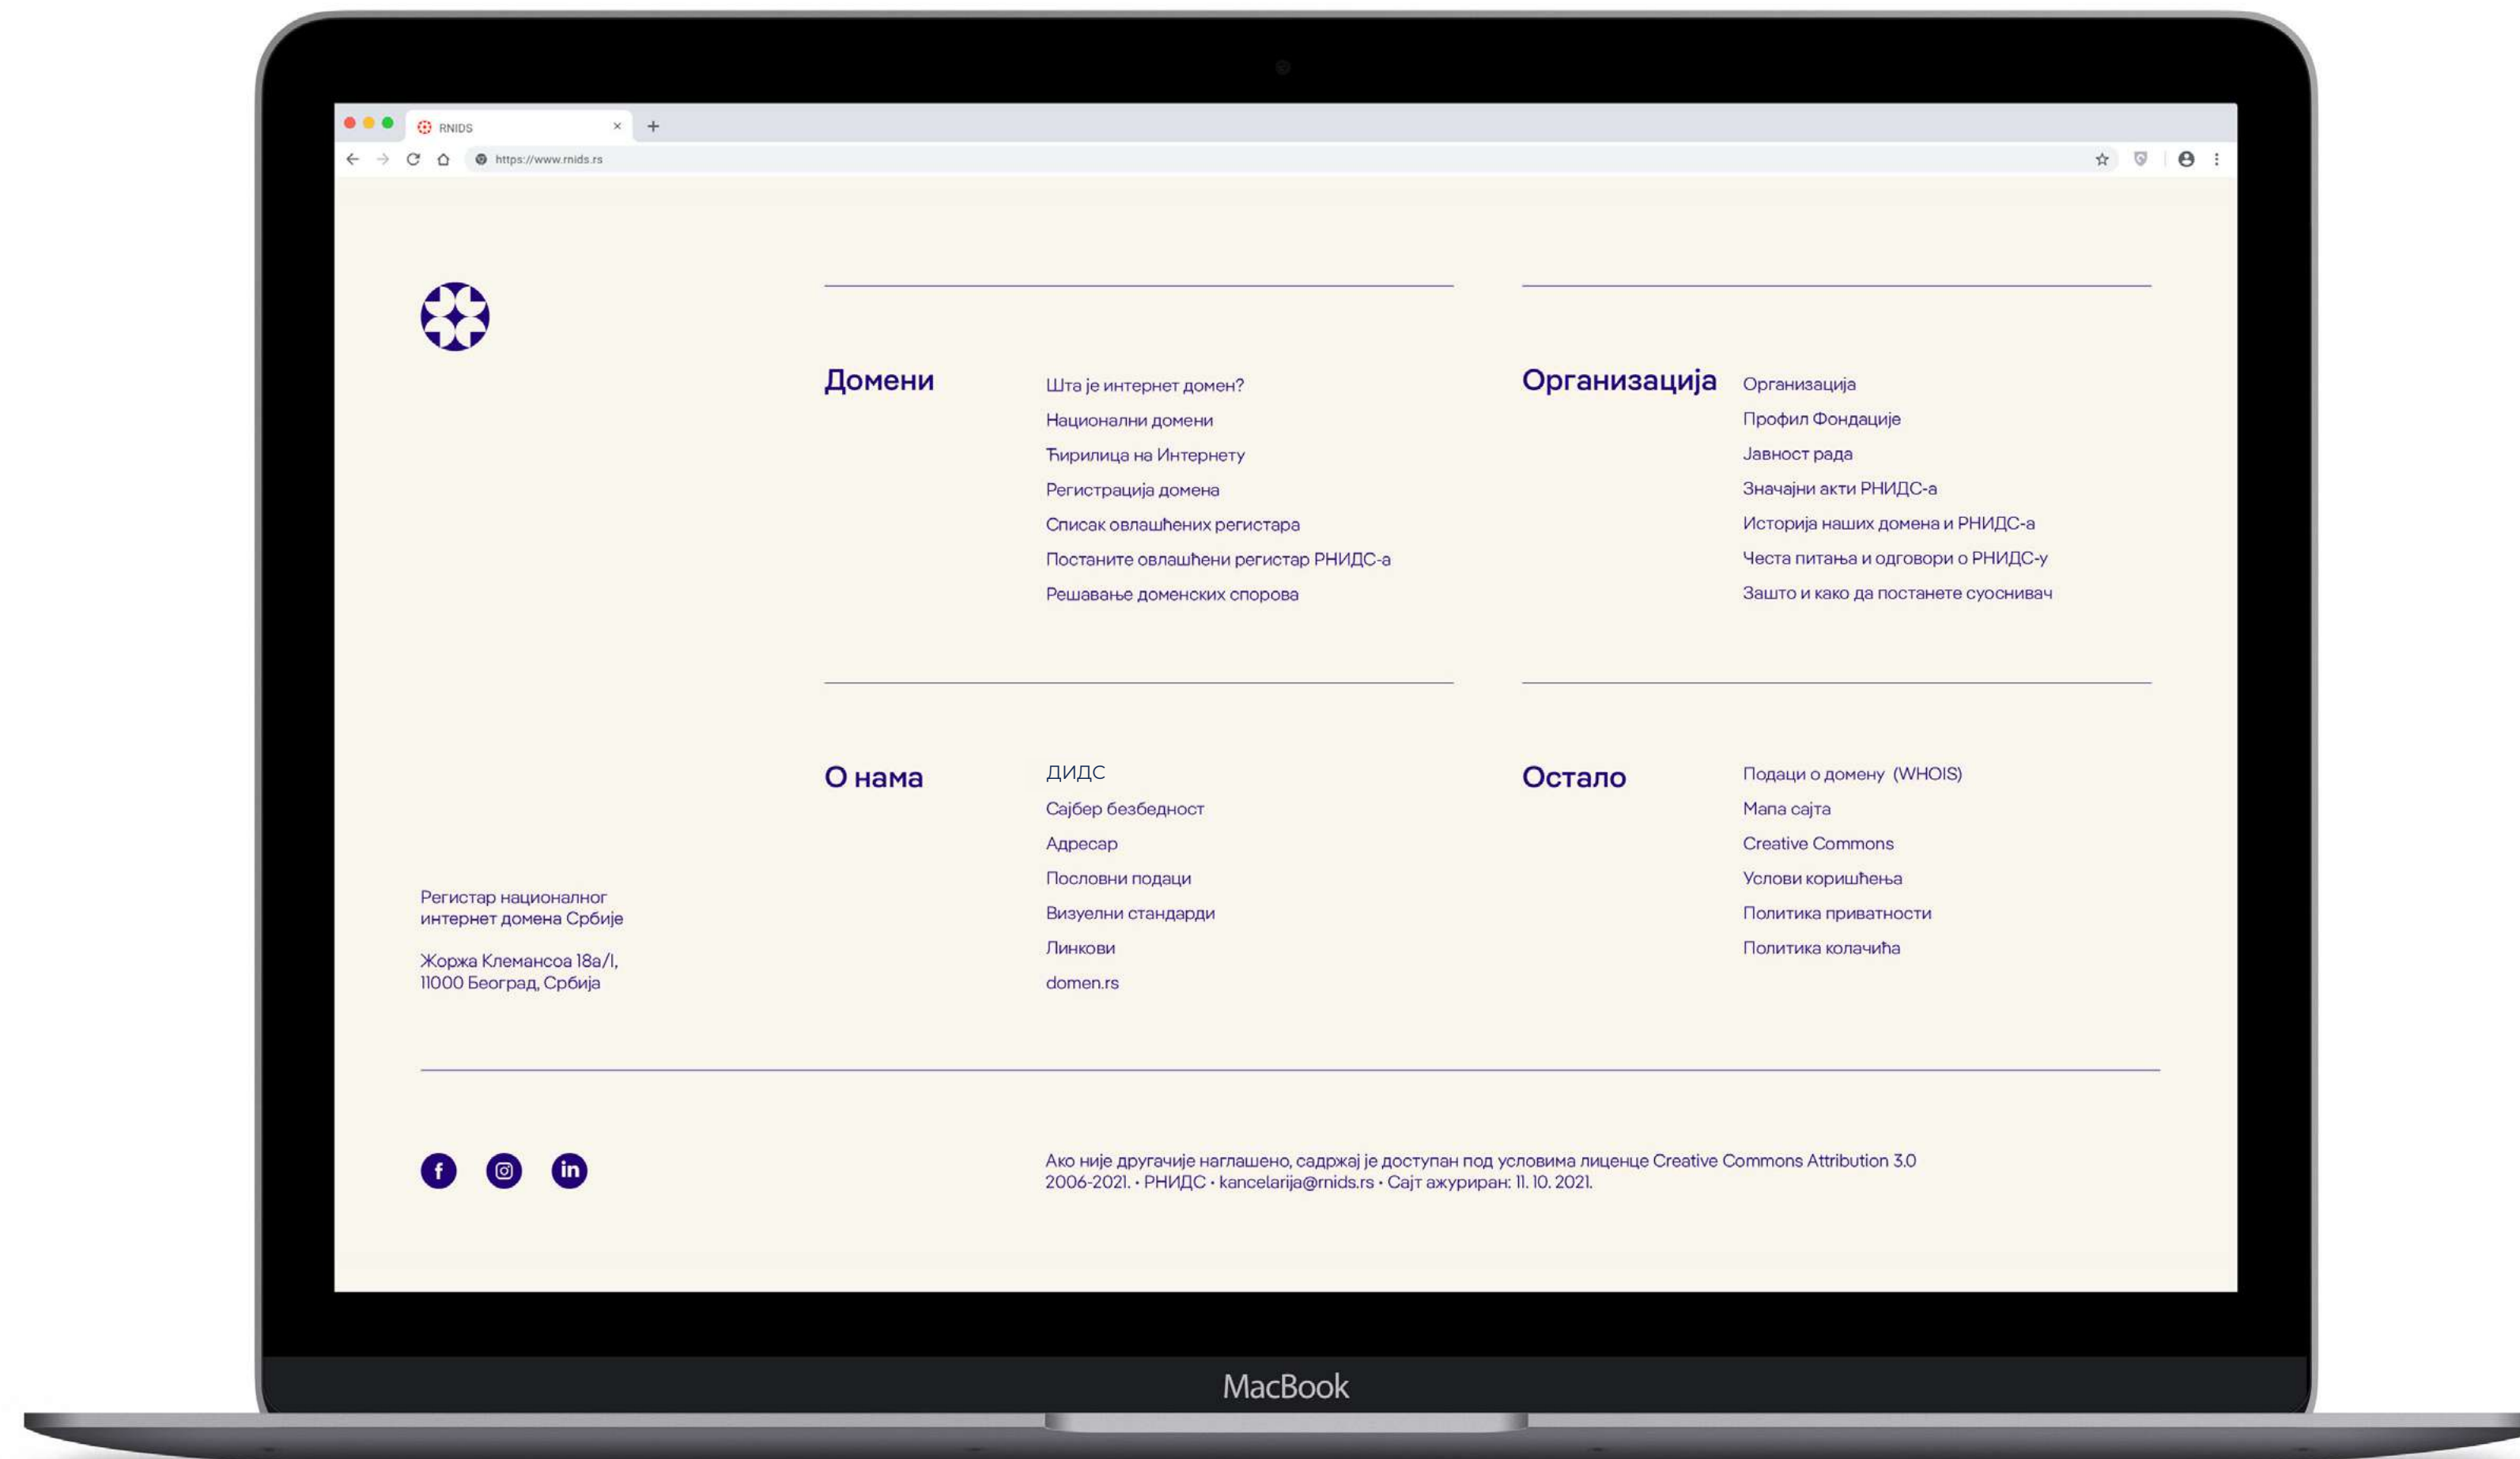 RNIDS
https://www.rnids.rs
Домени
Шта је интернет домен?
Национални домени
Ћирилица на Интернету
Регистрација домена
Списак овлашћених регистара
Постаните овлашћени регистар РНИДС-а
Решавање доменских спорова
Организација
Организација
Профил Фондације
Јавност рада
Значајни акти РНИДС-а
Историја наших домена и РНИДС-а
Честа питања и одговори о РНИДС-у
Зашто и како да постанете суоснивач
О нама
ДИДС
Сајбер безбедност
Адресар
Пословни подаци
Визуелни стандарди
Линкови
domen.rs
Остало
Подаци о домену (WHOIS)
Мапа сајта
Creative Commons
Услови коришћења
Политика приватности
Политика колачића
Регистар националног
интернет домена Србије
Жоржа Клемансоа 18a/I,
11000 Београд, Србија
f
in
Ако није другачије наглашено, садржај је доступан под условима лиценце Creative Commons Attribution 3.0
2006-2021. • РНИДС • kancelarija@rnids.rs • Сајт ажуриран: 11. 10. 2021.
MacBook